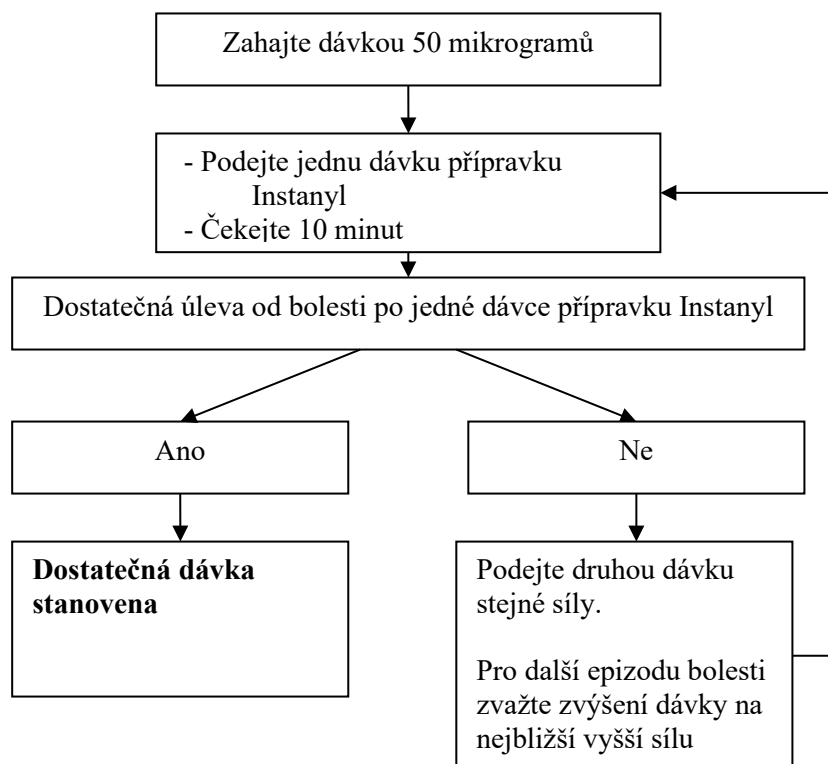 Zahajte dávkou 50 mikrogramů
- Podejte jednu dávku přípravku
Instanyl
- Čekejte 10 minut
Dostatečná úleva od bolesti po jedné dávce přípravku Instanyl
Ano
Ne
Dostatečná dávka
stanovena
Podejte druhou dávku
stejné síly.
Pro další epizodu bolesti
zvažte zvýšení dávky na
nejbližší vyšší sílu